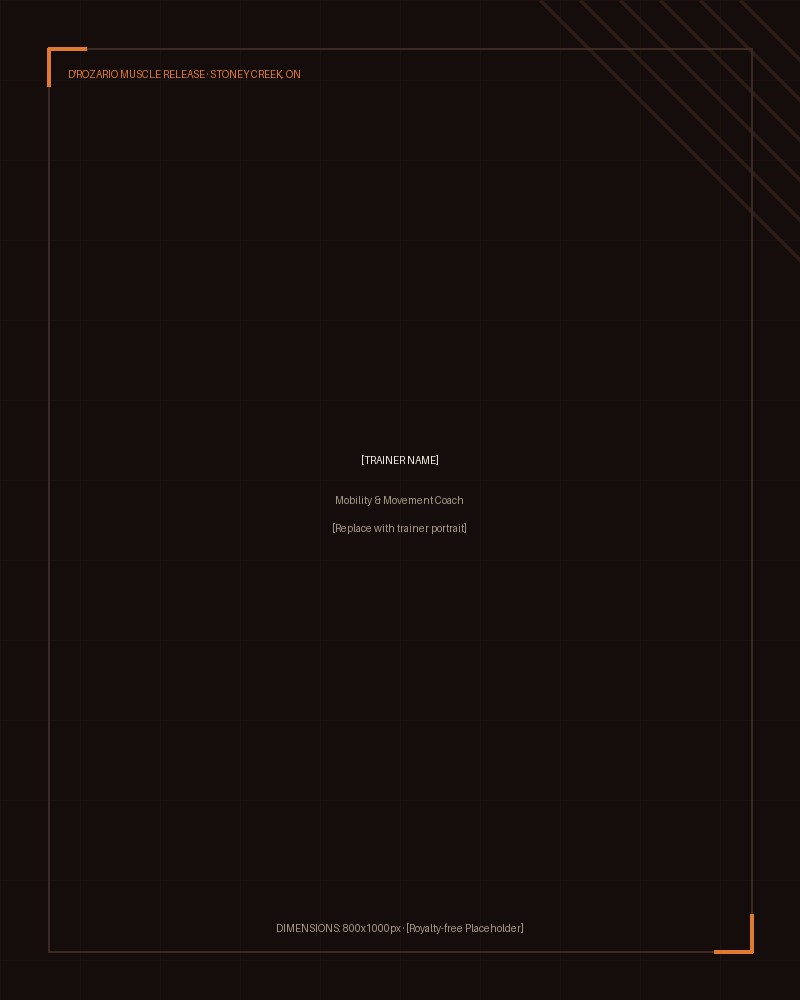 D'ROZARIO MUSCLE RELEASE · STONEY CREEK, ON
[TRAINER NAME]
Mobility & Movement Coach
[Replace with trainer portrait]
DIMENSIONS: 800x1000px · [Royalty-free Placeholder]